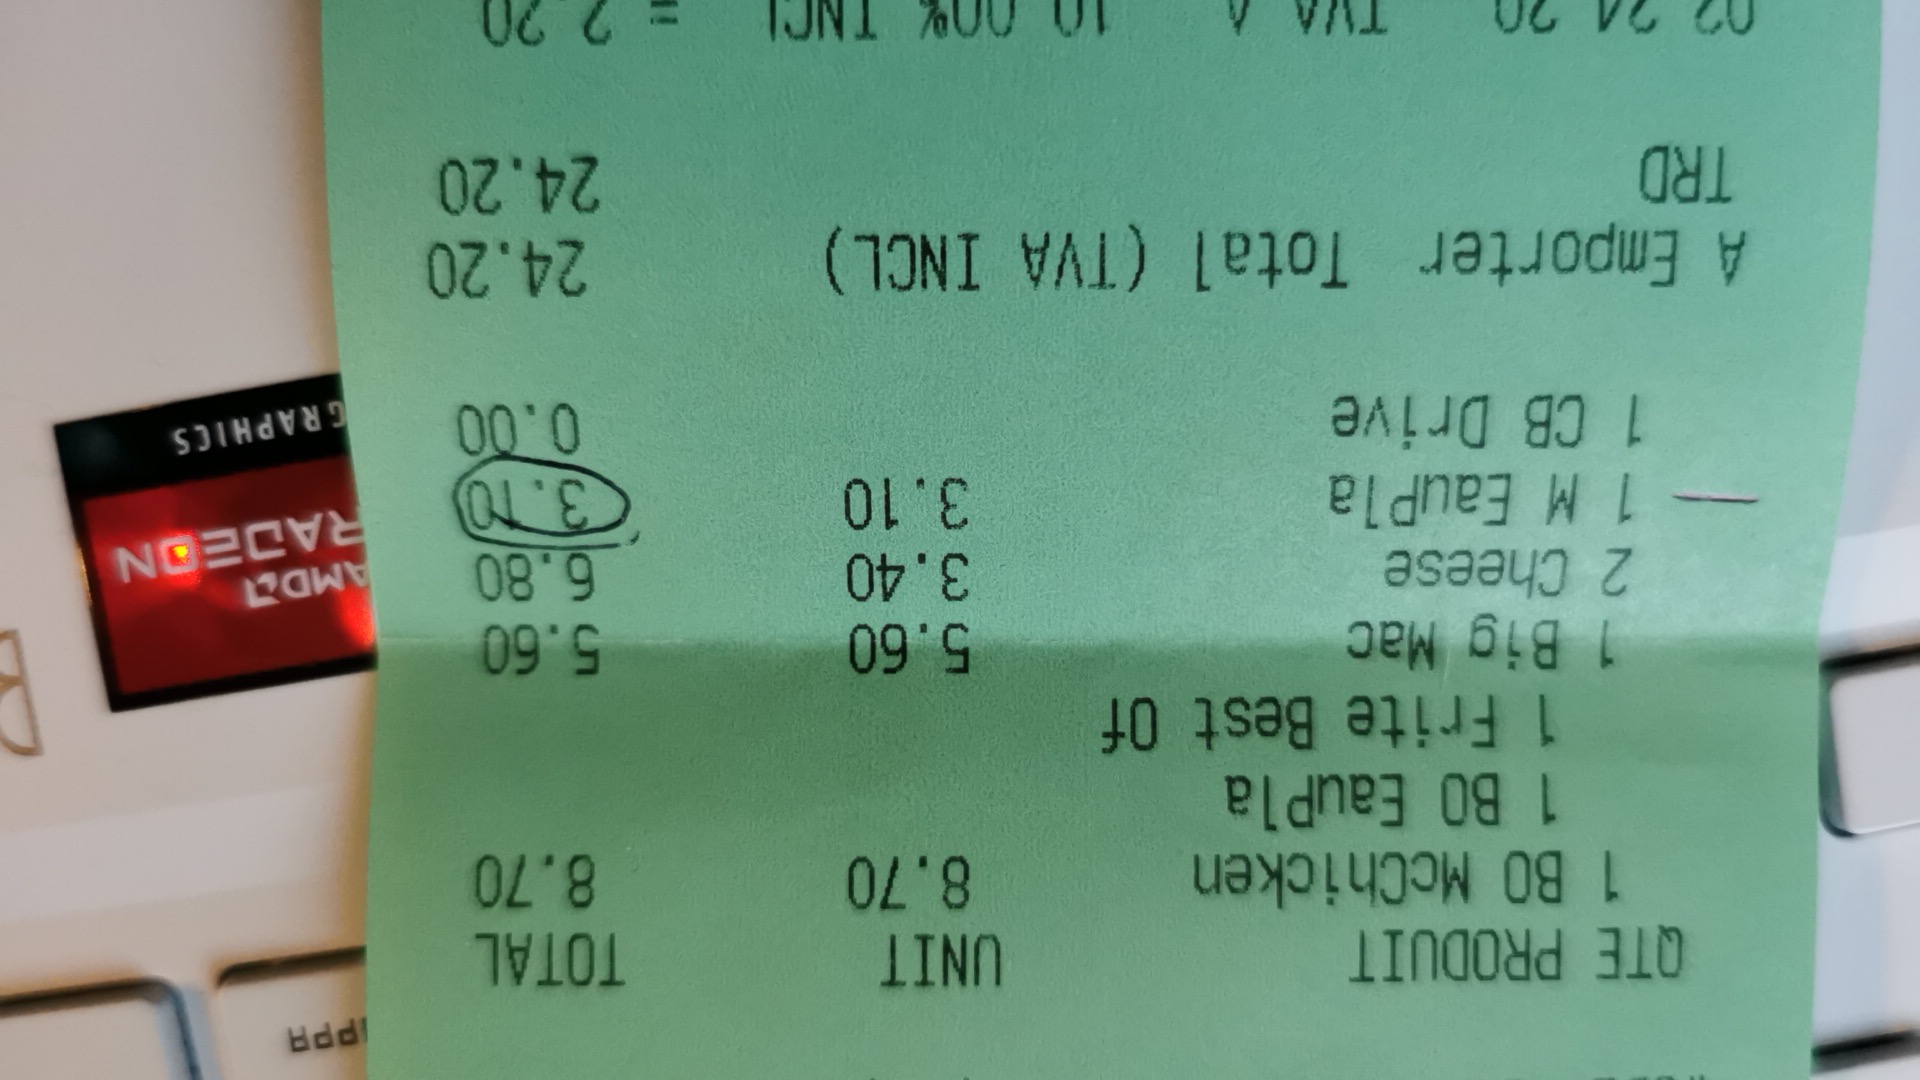 QTE PRODUIT UNIT TOTAL
1 BO McChicken 8.70 8.70
1 BO EauPla
1 Frite Best Of
1 Big Mac 5.60 5.60
2 Cheese 3.40 6.80
1 M EauPla 3.10 3.10
1 CB Drive 0.00
A Emporter Total (TVA INCL) 24.20
TRD 24.20
24.20 TVA A 10.00% INCL = 2.20
AMD
RADEON
GRAPHICS